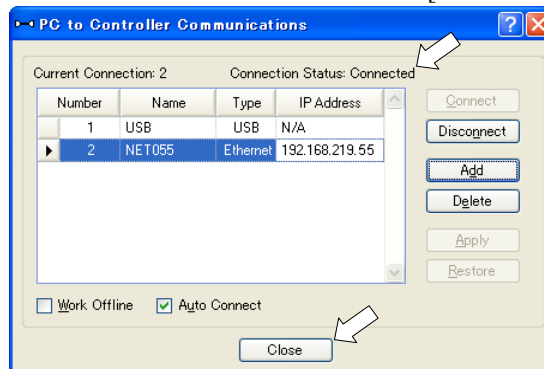 PC to Controller Communications
Current Connection: 2 Connection Status: Connected
Number Name Type IP Address
1 USB USB N/A
2 NET055 Ethernet 192.168.219.55
Connect
Disconnect
Add
Delete
Apply
Restore
Work Offline Auto Connect
Close